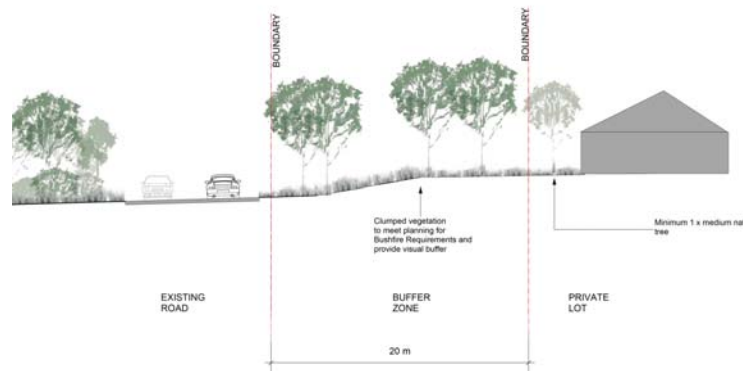 BOUNDARY
BOUNDARY
Clumped vegetation
to meet planning for
Bushfire Requirements and
provide visual buffer
Minimum 1 x medium na
tree
EXISTING
ROAD
BUFFER
ZONE
PRIVATE
LOT
20 m